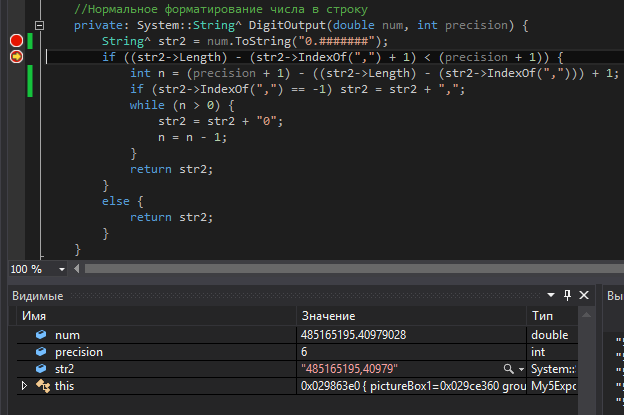 //Нормальное форматирование числа в строку
private: System::String^ DigitOutput(double num, int precision) {
String^ str2 = num.ToString("0.#######");
if ((str2->Length) - (str2->IndexOf(",") + 1) < (precision + 1)) {
int n = (precision + 1) - ((str2->Length) - (str2->IndexOf(","))) + 1;
if (str2->IndexOf(",") == -1) str2 = str2 + ",";
while (n > 0) {
str2 = str2 + "0";
n = n - 1;
}
return str2;
}
else {
return str2;
}
}
100 %
Видимые
Вы
Имя Значение Тип
num 485165195.40979028 double
precision 6 int
str2 "485165195,40979" System::
this 0x029863e0 { pictureBox1=0x029ce360 grou My5Expo